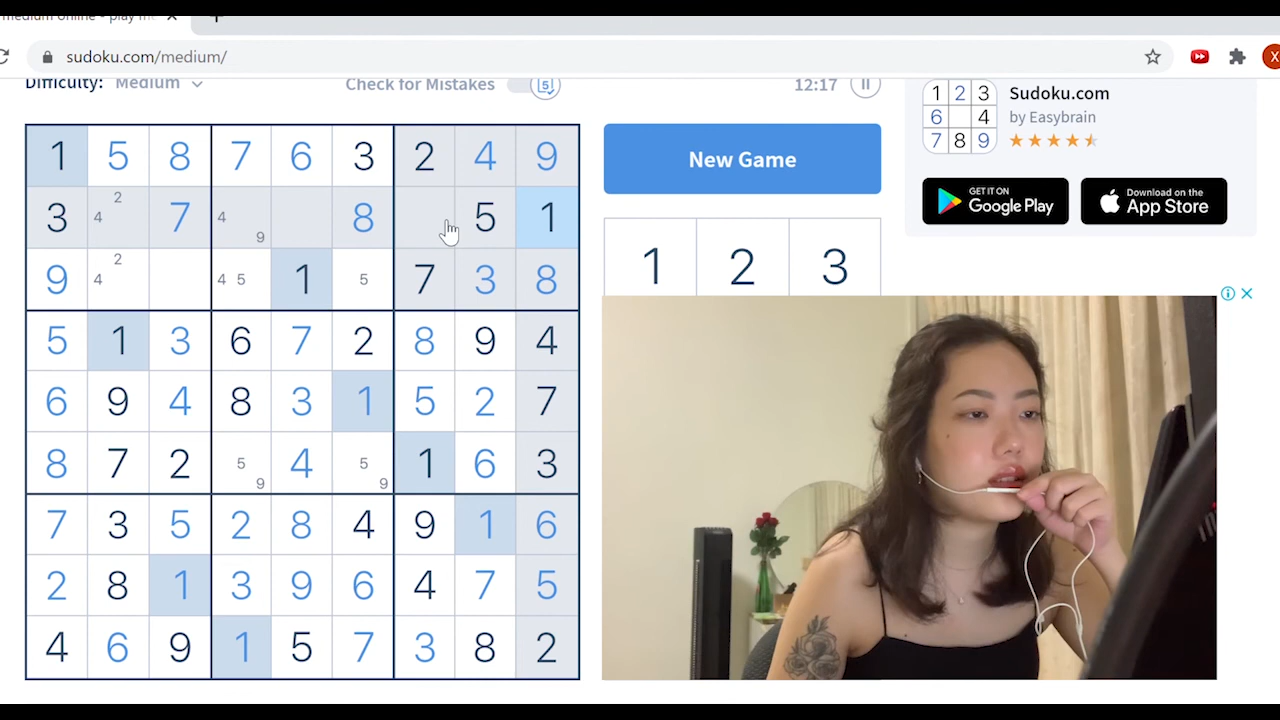 medium online - play
sudoku.com/medium/
Difficulty: Medium
Check for Mistakes
5
12:17
1 2 3
6 4
7 8 9
Sudoku.com
by Easybrain
GET IT ON
Google Play
Download on the
App Store
New Game
1 2 3
1 5 8 7 6 3 2 4 9
3 2 4 7 4 9 8 5 1
9 2 4 4 5 1 5 7 3 8
5 1 3 6 7 2 8 9 4
6 9 4 8 3 1 5 2 7
8 7 2 5 9 4 5 9 1 6 3
7 3 5 2 8 4 9 1 6
2 8 1 3 9 6 4 7 5
4 6 9 1 5 7 3 8 2
X